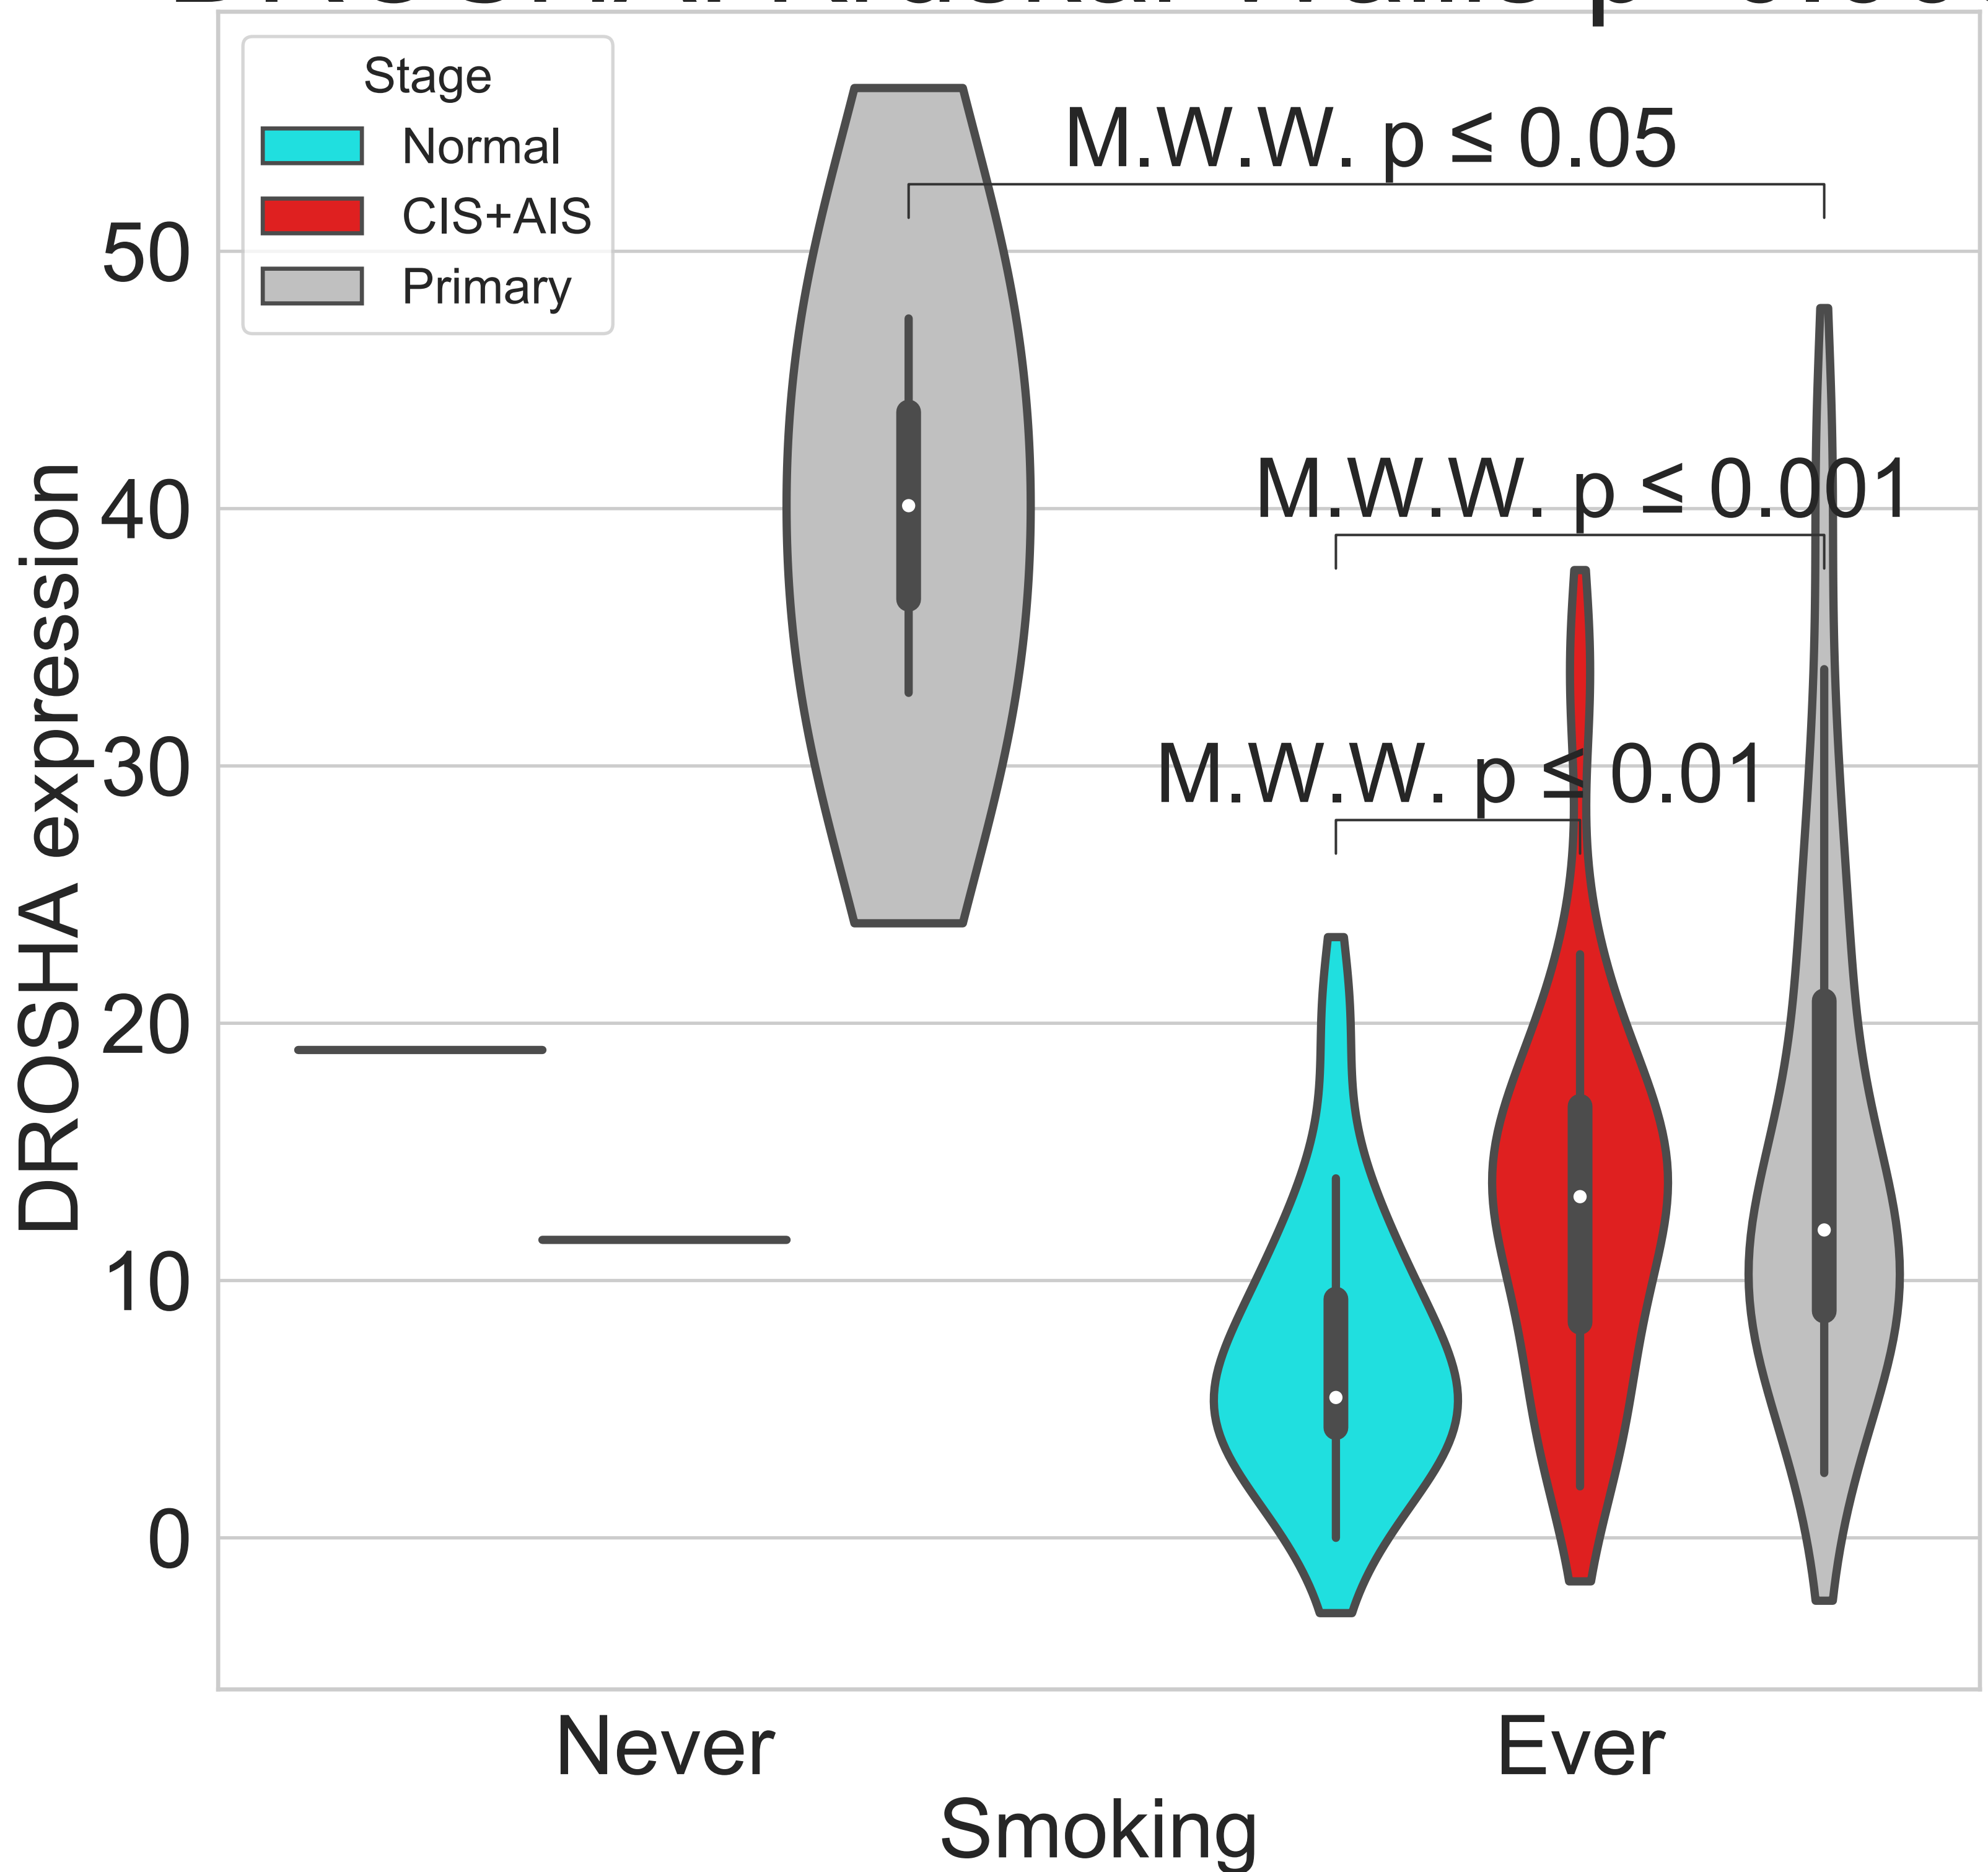 Stage
Normal
CIS+AIS
Primary
M.W.W. p ≤ 0.05
M.W.W. p ≤ 0.001
M.W.W. p ≤ 0.01
50
40
30
20
10
0
DROSHA expression
Never
Ever
Smoking